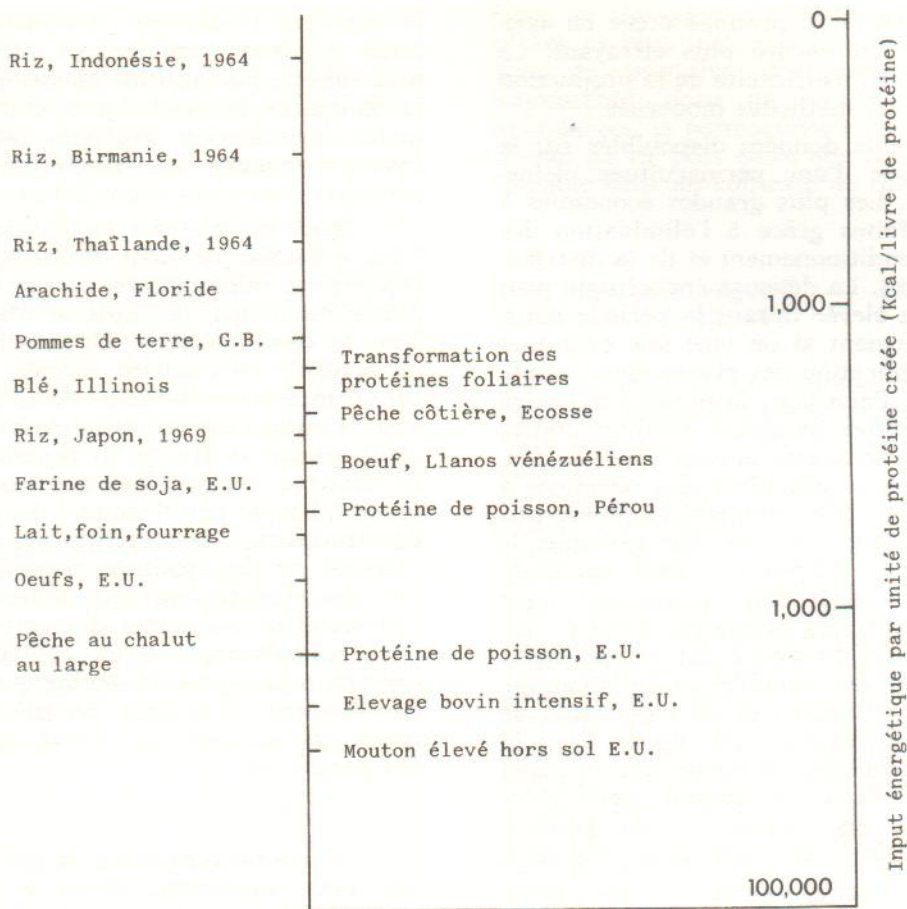 Riz, Indonésie, 1964
Riz, Birmanie, 1964
Riz, Thaîlande, 1964
Arachide, Floride
Pommes de terre, G.B.
Blé, Illinois
Riz, Japon, 1969
Farine de soja, E.U.
Lait,foin,fourrage
Oeufs, E.U.
Pêche au chalut
au large
Transformation des
protéines foliaires
Pêche côtière, Ecosse
Boeuf, Llanos vénézuéliens
Protéine de poisson, Pérou
Protéine de poisson, E.U.
Elevage bovin intensif, E.U.
Mouton élevé hors sol E.U.
0
1,000
1,000
100,000
Input énergétique par unité de protéine créée (Kcal/livre de protéine)